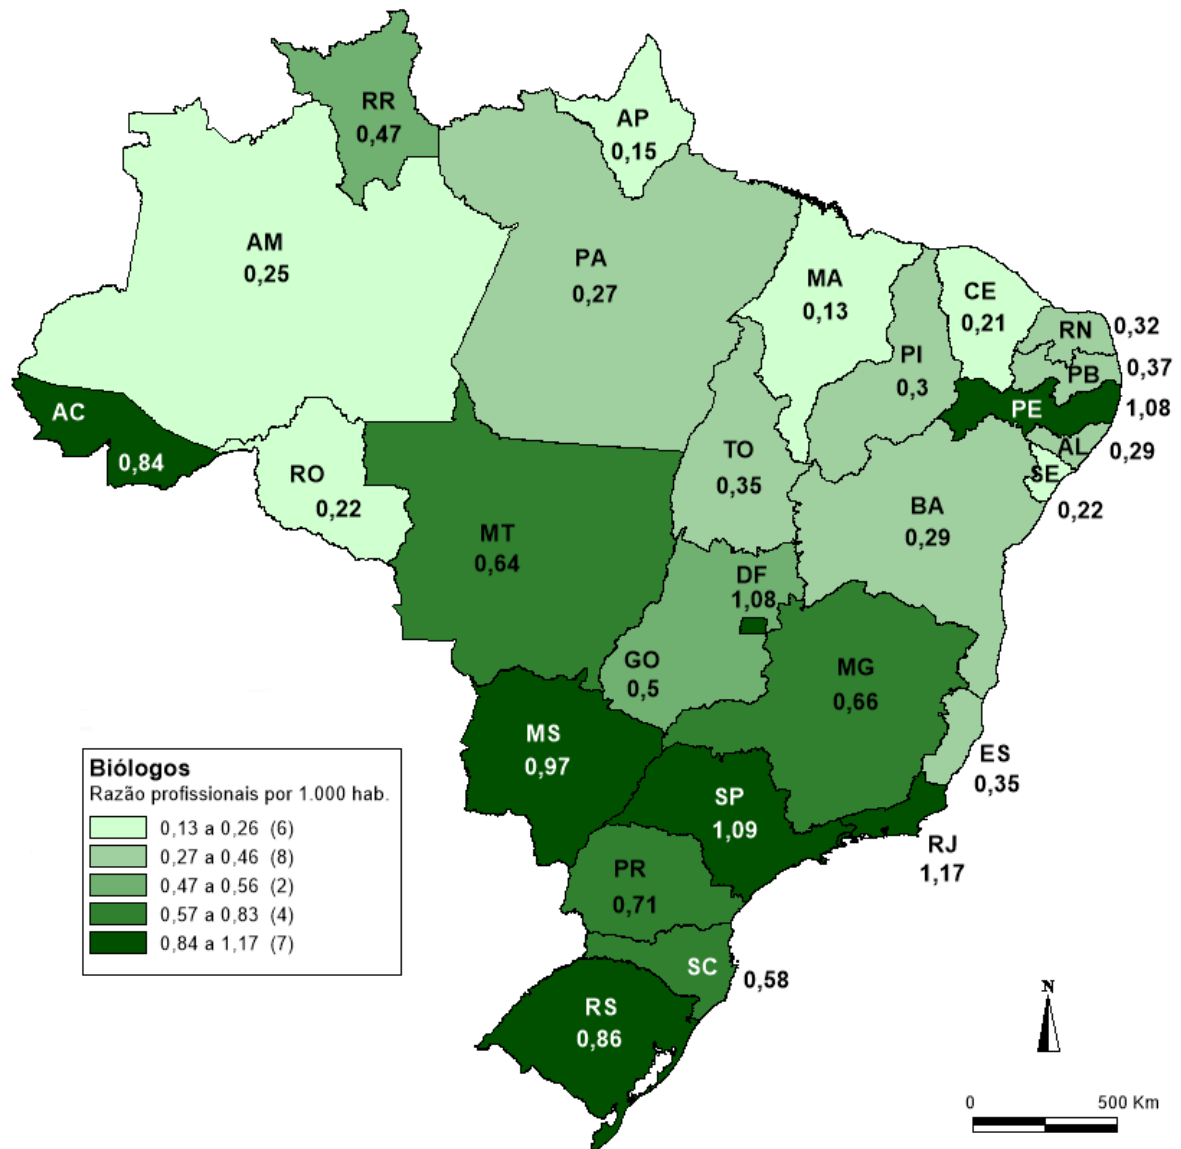 RR
0,47
AP
0,15
AM
0,25
PA
0,27
MA
0,13
CE
0,21
RN
0,32
PI
0,3
PB
0,37
AC
0,84
PE
1,08
AL
0,29
SE
0,22
RO
0,22
TO
0,35
BA
0,29
MT
0,64
DF
1,08
GO
0,5
MG
0,66
MS
0,97
ES
0,35
SP
1,09
RJ
1,17
PR
0,71
SC
0,58
RS
0,86
Biólogos
Razão profissionais por 1.000 hab.
0,13 a 0,26 (6)
0,27 a 0,46 (8)
0,47 a 0,56 (2)
0,57 a 0,83 (4)
0,84 a 1,17 (7)
N
0 500 Km